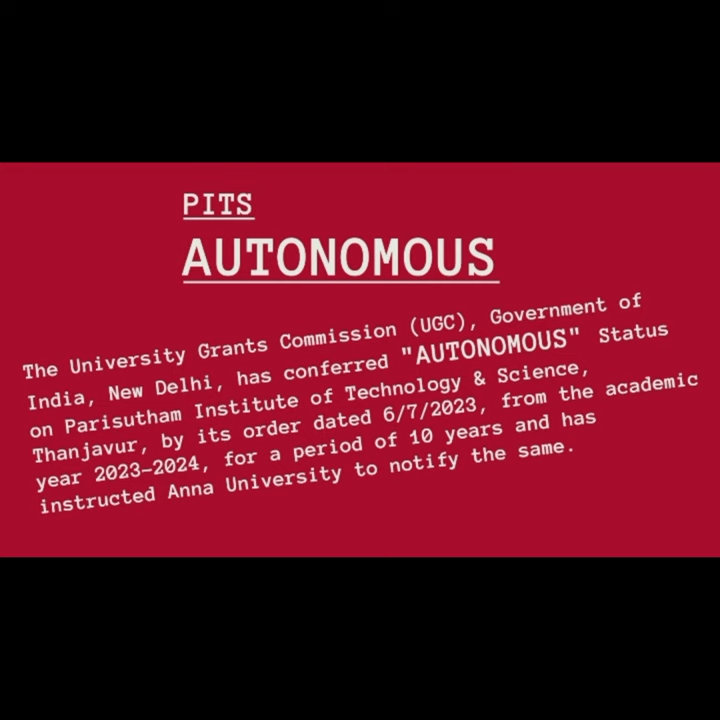 PITS
AUTONOMOUS
The University Grants Commission (UGC), Government of
India, New Delhi, has conferred "AUTONOMOUS" Status
on Parisutham Institute of Technology & Science,
Thanjavur, by its order dated 6/7/2023, from the academic
year 2023–2024, for a period of 10 years and has
instructed Anna University to notify the same.